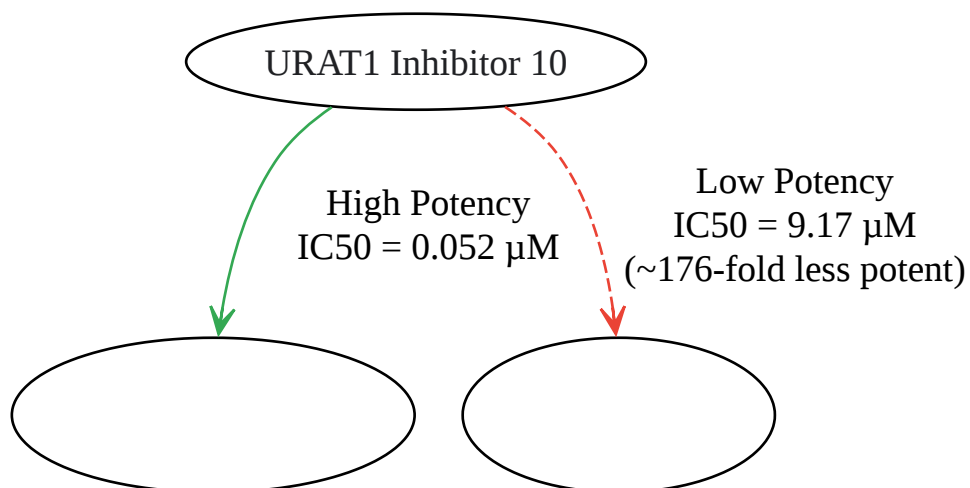 URAT1 Inhibitor 10
High Potency
IC50 = 0.052 µM
Low Potency
IC50 = 9.17 µM
(~176-fold less potent)